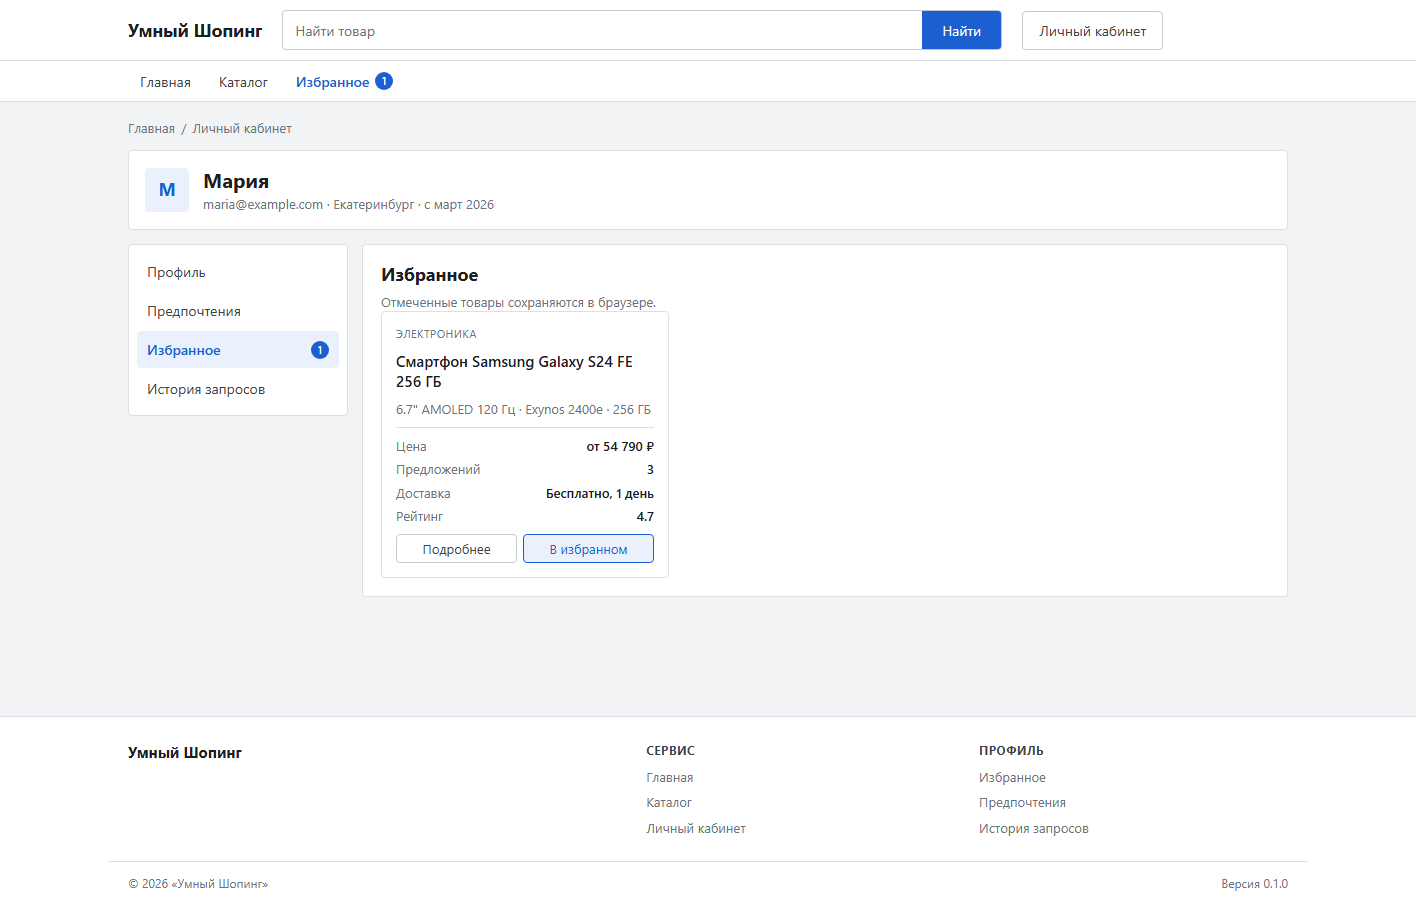 Умный Шопинг
Найти товар
Найти
Личный кабинет
Главная
Каталог
Избранное 1
Главная / Личный кабинет
М
Мария
maria@example.com · Екатеринбург · с март 2026
Профиль
Предпочтения
Избранное 1
История запросов
Избранное
Отмеченные товары сохраняются в браузере.
ЭЛЕКТРОНИКА
Смартфон Samsung Galaxy S24 FE
256 ГБ
6.7" AMOLED 120 Гц · Exynos 2400e · 256 ГБ
Цена от 54 790 ₽
Предложений 3
Доставка Бесплатно, 1 день
Рейтинг 4.7
Подробнее
В избранном
Умный Шопинг
СЕРВИС
Главная
Каталог
Личный кабинет
ПРОФИЛЬ
Избранное
Предпочтения
История запросов
© 2026 «Умный Шопинг»
Версия 0.1.0